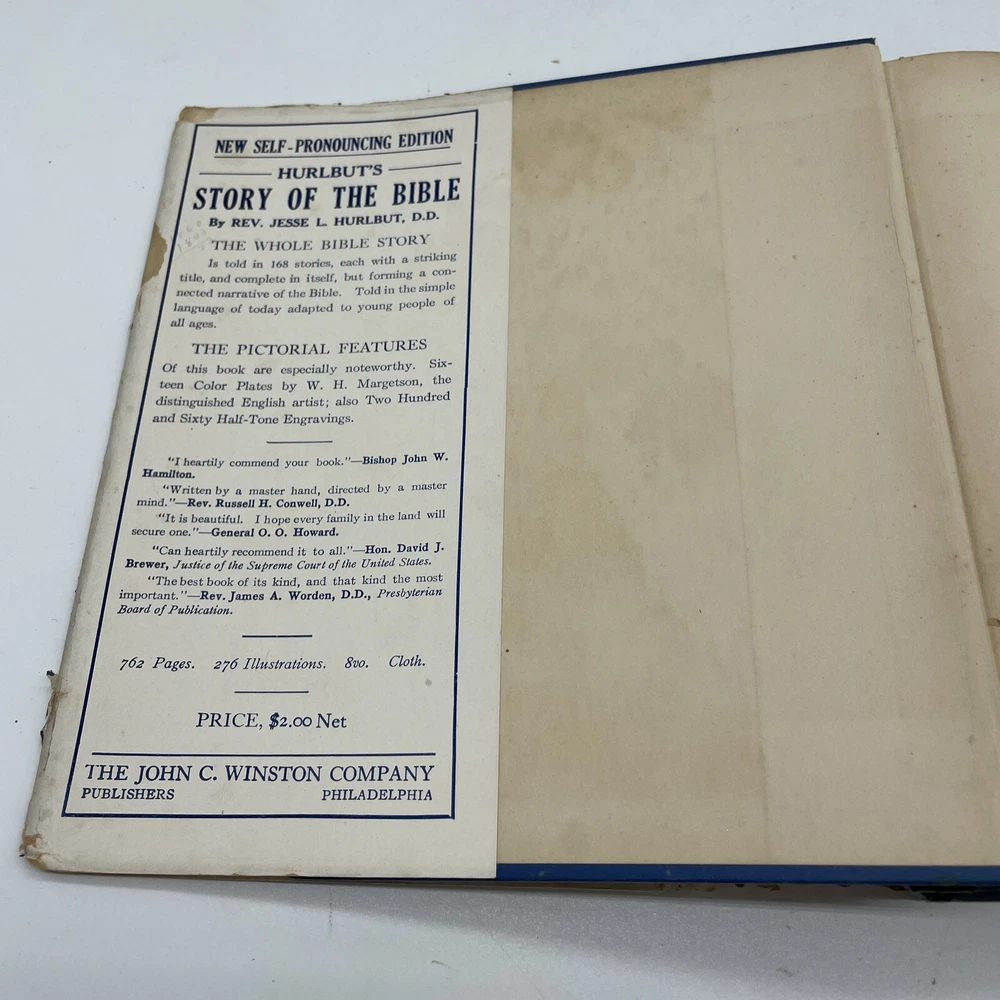 NEW SELF-PRONOUNCING EDITION
HURLBUT'S
STORY OF THE BIBLE
By REV. JESSE L. HURLBUT, D.D.
THE WHOLE BIBLE STORY
Is told in 168 stories, each with a striking
title, and complete in itself, but forming a con-
nected narrative of the Bible. Told in the simple
language of today adapted to young people of
all ages.
THE PICTORIAL FEATURES
Of this book are especially noteworthy. Six-
teen Color Plates by W. H. Margetson, the
distinguished English artist; also Two Hundred
and Sixty Half-Tone Engravings.
"I heartily commend your book."—Bishop John W.
Hamilton.
"Written by a master hand, directed by a master
mind."—Rev. Russell H. Conwell, D.D.
"It is beautiful. I hope every family in the land will
secure one."—General O. O. Howard.
"Can heartily recommend it to all."—Hon. David J.
Brewer, Justice of the Supreme Court of the United States.
"The best book of its kind, and that kind the most
important."—Rev. James A. Worden, D.D., Presbyterian
Board of Publication.
762 Pages. 276 Illustrations. 8vo. Cloth.
PRICE, $2.00 Net
THE JOHN C. WINSTON COMPANY
PUBLISHERS PHILADELPHIA